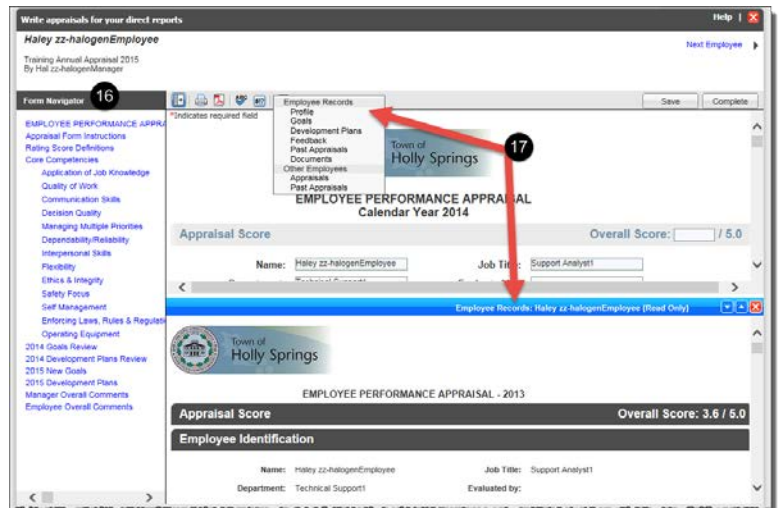 Write appraisals for your direct reports
Help | X
Haley zz-halogenEmployee
Next Employee
Training Annual Appraisal 2015
By Hal zz-halogenManager
Form Navigator
16
Save
Complete
EMPLOYEE PERFORMANCE APPRA
Appraisal Form Instructions
Rating Score Definitions
Core Competencies
Application of Job Knowledge
Quality of Work
Communication Skills
Decision Quality
Managing Multiple Priorities
Dependability/Reliability
Interpersonal Skills
Flexibility
Ethics & Integrity
Safety Focus
Self Management
Enforcing Laws, Rules & Regulati
Operating Equipment
2014 Goals Review
2014 Development Plans Review
2015 New Goals
2015 Development Plans
Manager Overall Comments
Employee Overall Comments
*Indicates required field
Employee Records
Profile
Goals
Development Plans
Feedback
Past Appraisals
Documents
Other Employees
Appraisals
Past Appraisals
17
Town of
Holly Springs
EMPLOYEE PERFORMANCE APPRAISAL
Calendar Year 2014
Appraisal Score
Overall Score: / 5.0
Name: Haley zz-halogenEmployee
Job Title: Support Analyst1
Employee Records: Haley zz-halogenEmployee (Read Only)
Town of
Holly Springs
EMPLOYEE PERFORMANCE APPRAISAL - 2013
Appraisal Score
Overall Score: 3.6 / 5.0
Employee Identification
Name: Haley zz-halogenEmployee
Job Title: Support Analyst1
Department: Technical Support1
Evaluated by: